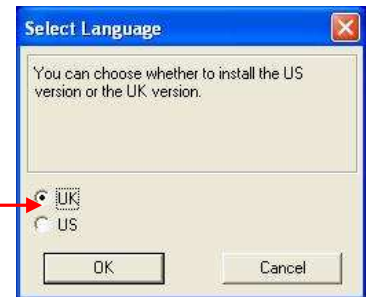 Select Language
You can choose whether to install the US
version or the UK version.
UK
US
OK
Cancel